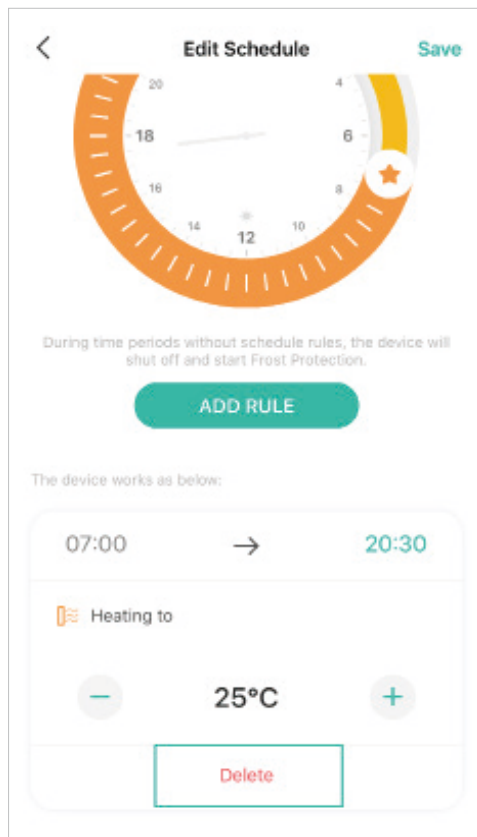 Edit Schedule
Save
20
4
18
6
16
8
14
10
12
During time periods without schedule rules, the device will
shut off and start Frost Protection.
ADD RULE
The device works as below:
07:00 → 20:30
Heating to
− 25°C +
Delete